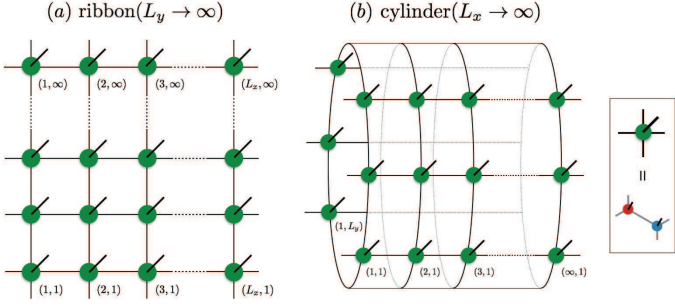 (a) ribbon(L_y → ∞)
(b) cylinder(L_x → ∞)
(1, ∞) (2, ∞) (3, ∞) (L_x, ∞)
(1, L_y)
(1, 1) (2, 1) (3, 1) (L_x, 1)
(1, 1) (2, 1) (3, 1) (∞, 1)
=